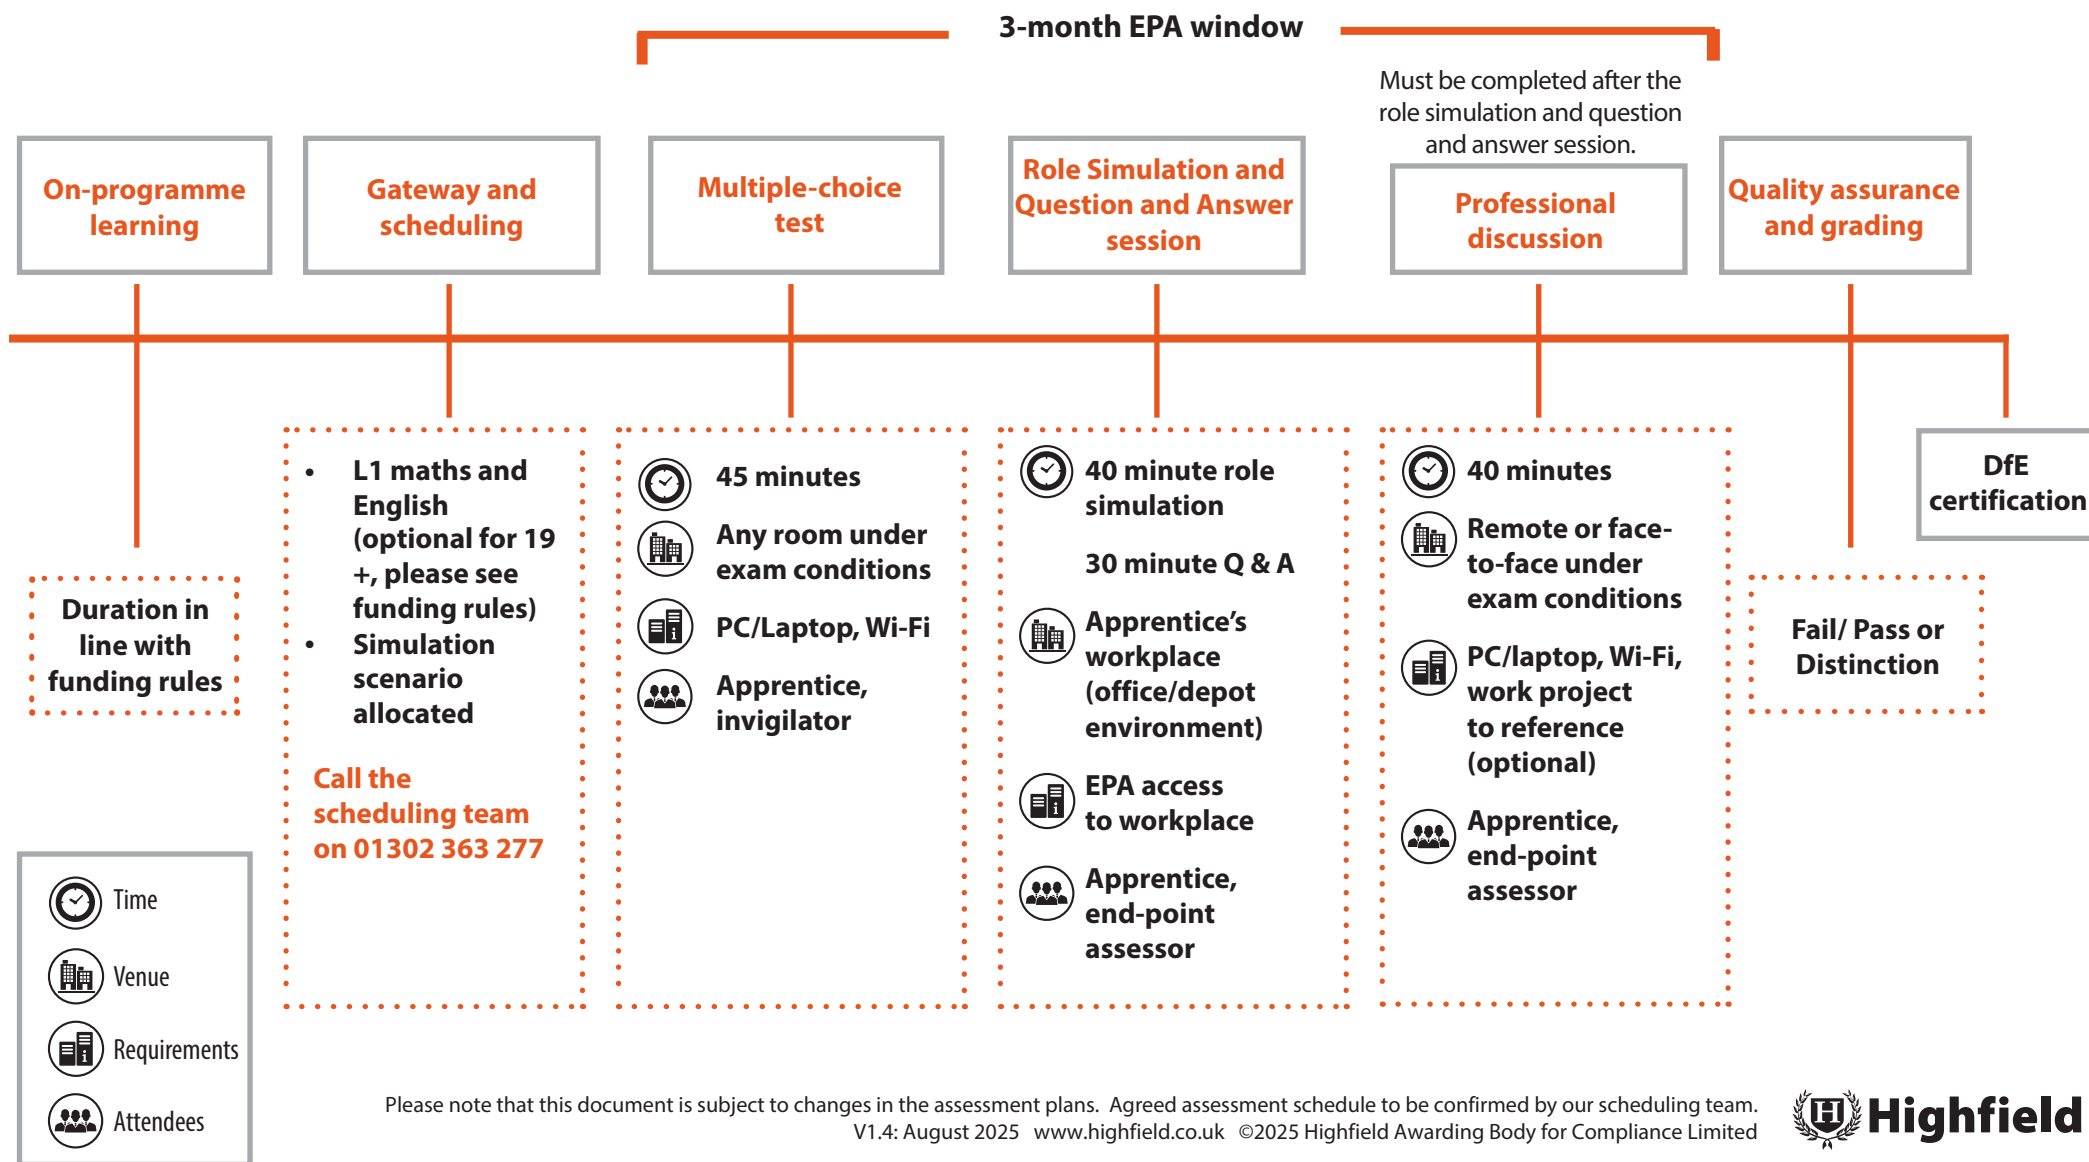 3-month EPA window
Must be completed after the
role simulation and question
and answer session.
On-programme
learning
Gateway and
scheduling
Multiple-choice
test
Role Simulation and
Question and Answer
session
Professional
discussion
Quality assurance
and grading
Duration in
line with
funding rules
• L1 maths and
English
(optional for 19
+, please see
funding rules)
• Simulation
scenario
allocated
Call the
scheduling team
on 01302 363 277
45 minutes
Any room under
exam conditions
PC/Laptop, Wi-Fi
Apprentice,
invigilator
40 minute role
simulation
30 minute Q & A
Apprentice’s
workplace
(office/depot
environment)
EPA access
to workplace
Apprentice,
end-point
assessor
40 minutes
Remote or face-
to-face under
exam conditions
PC/laptop, Wi-Fi,
work project
to reference
(optional)
Apprentice,
end-point
assessor
Fail/ Pass or
Distinction
DfE
certification
Time
Venue
Requirements
Attendees
Please note that this document is subject to changes in the assessment plans. Agreed assessment schedule to be confirmed by our scheduling team.
V1.4: August 2025 www.highfield.co.uk ©2025 Highfield Awarding Body for Compliance Limited
H Highfield